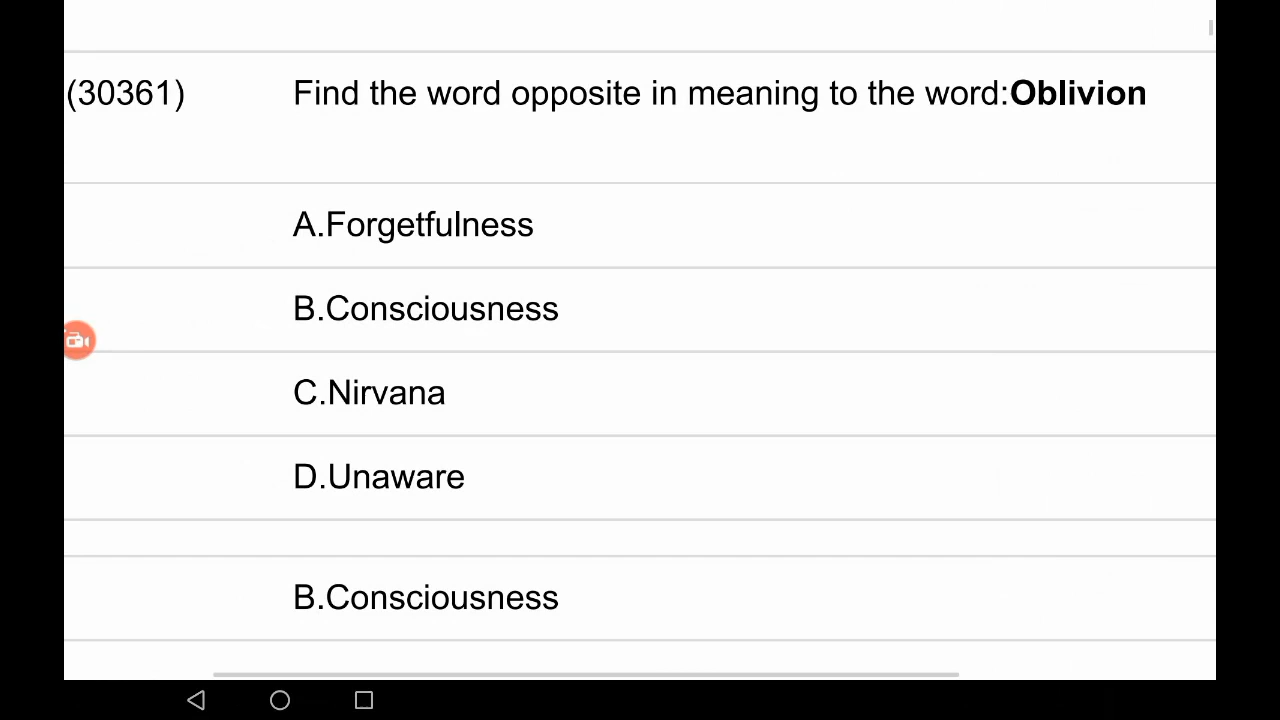 (30361) Find the word opposite in meaning to the word:Oblivion
A.Forgetfulness
B.Consciousness
C.Nirvana
D.Unaware
B.Consciousness